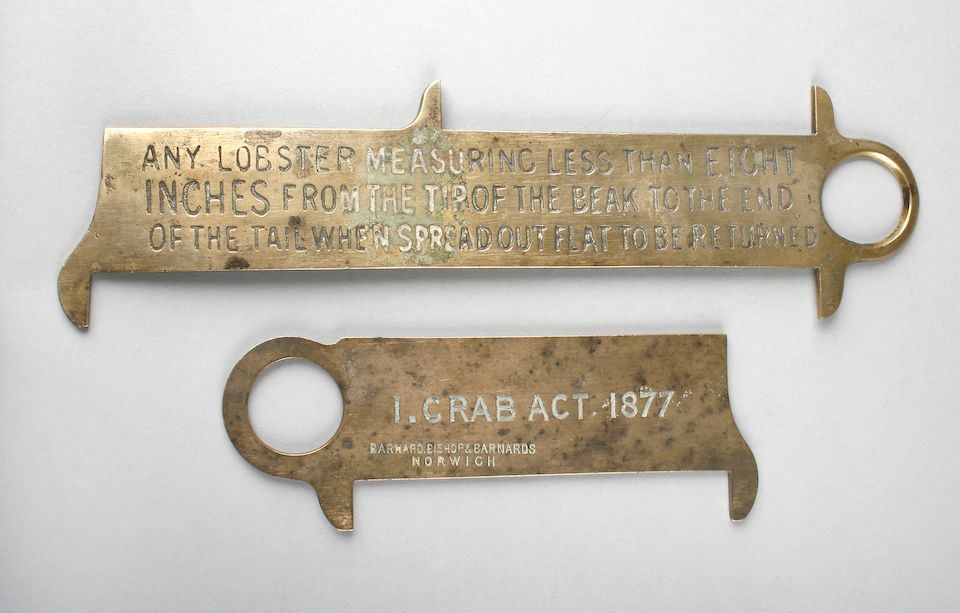 ANY LOBSTER MEASURING LESS THAN EIGHT
INCHES FROM THE TIP OF THE BEAK TO THE END
OF THE TAIL WHEN SPREAD OUT FLAT TO BE RETURNED
1. CRAB ACT. 1877
BARNARD. BISHOP & BARNARDS
NORWICH